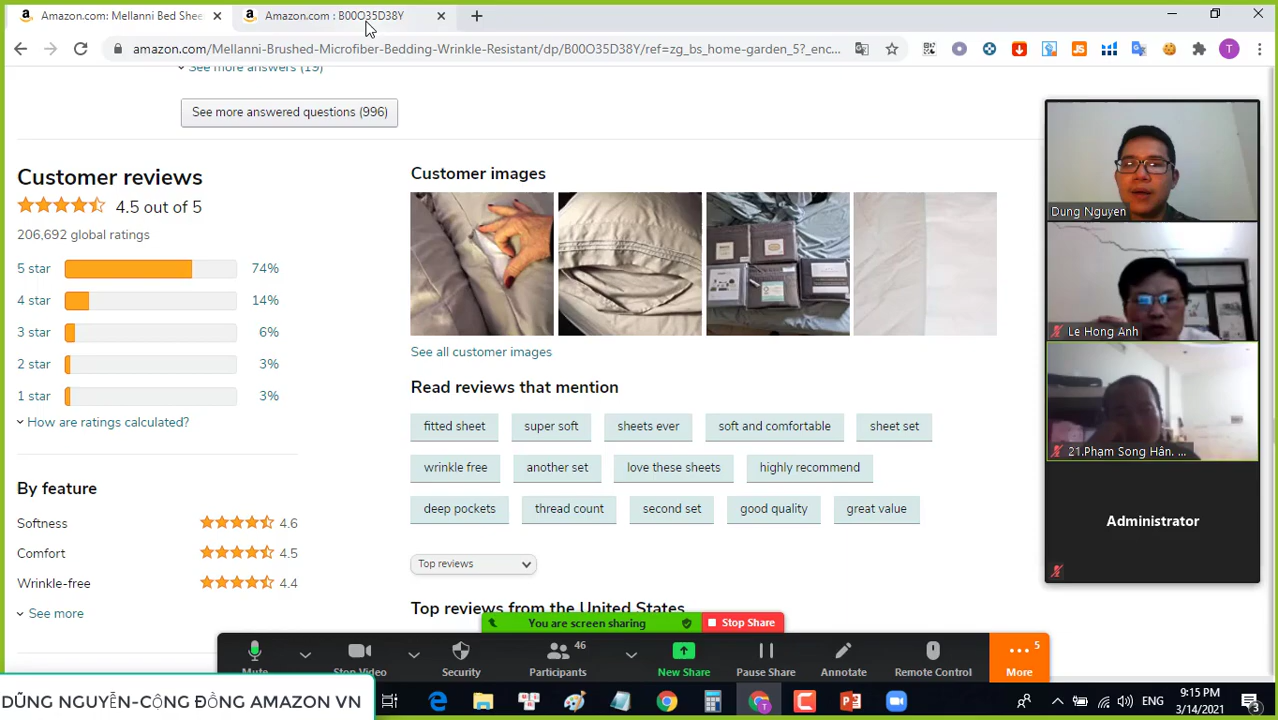 Amazon.com: Mellanni Bed Shee
Amazon.com : B00O35D38Y
amazon.com/Mellanni-Brushed-Microfiber-Bedding-Wrinkle-Resistant/dp/B00O35D38Y/ref=zg_bs_home-garden_5?_enc...
See more answers (19)
See more answered questions (996)
Customer reviews
4.5 out of 5
206,692 global ratings
5 star 74%
4 star 14%
3 star 6%
2 star 3%
1 star 3%
How are ratings calculated?
By feature
Softness 4.6
Comfort 4.5
Wrinkle-free 4.4
See more
Customer images
See all customer images
Read reviews that mention
fitted sheet super soft sheets ever soft and comfortable sheet set
wrinkle free another set love these sheets highly recommend
deep pockets thread count second set good quality great value
Top reviews
Top reviews from the United States
Dung Nguyen
Le Hong Anh
21.Phạm Song Hân. ...
Administrator
You are screen sharing Stop Share
Mute Stop Video Security Participants 46 New Share Pause Share Annotate Remote Control More 5
DŨNG NGUYỄN-CỘNG ĐỒNG AMAZON VN
ENG
9:15 PM
3/14/2021
3
T
JS